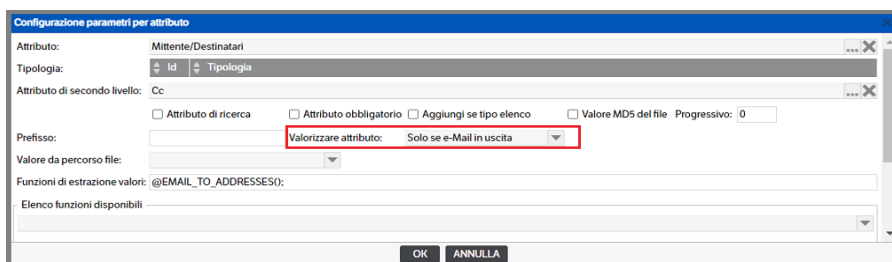 Configurazione parametri per attributo
Attributo: Mittente/Destinatari ...
Tipologia: Id Tipologia
Attributo di secondo livello: Cc ...
Attributo di ricerca Attributo obbligatorio Aggiungi se tipo elenco Valore MD5 del file Progressivo: 0
Prefisso: Valorizzare attributo: Solo se e-Mail in uscita
Valore da percorso file:
Funzioni di estrazione valori: @EMAIL_TO_ADDRESSES();
Elenco funzioni disponibili
OK ANNULLA